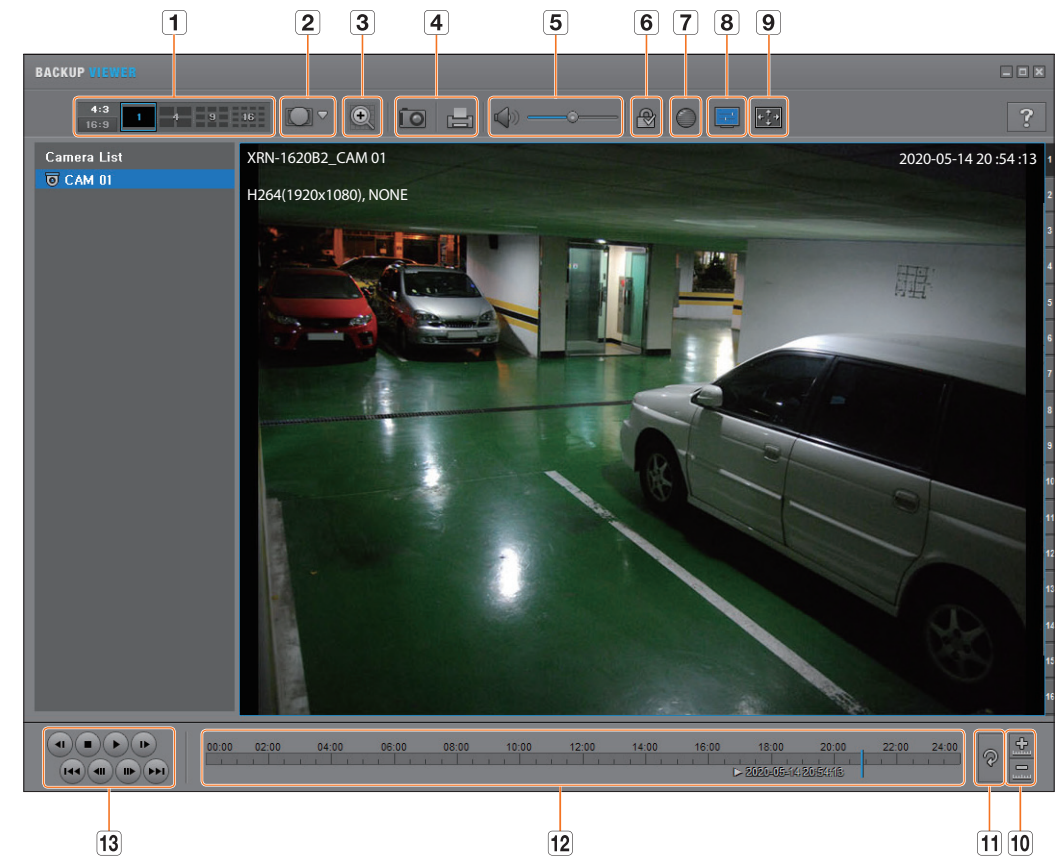 1 2 3 4 5 6 7 8 9
BACKUP VIEWER
4:3
16:9
1 4 9 16
?
Camera List
CAM 01
XRN-1620B2_CAM 01
2020-05-14 20 :54 :13
H264(1920x1080), NONE
1
2
3
4
5
6
7
8
9
10
11
12
13
14
15
16
00:00 02:00 04:00 06:00 08:00 10:00 12:00 14:00 16:00 18:00 20:00 22:00 24:00
2020-05-14 20:54:13
13 12 11 10